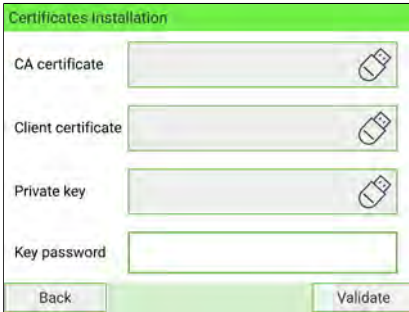 Certificates installation
CA certificate
Client certificate
Private key
Key password
Back
Validate